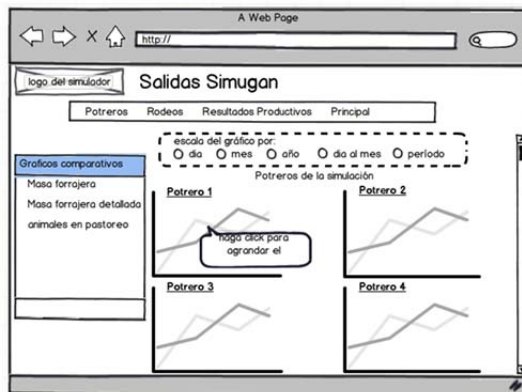 A Web Page
http://
logo del simulador
Salidas Simugan
Potreros Rodeos Resultados Productivos Principal
escala del gráfico por:
dia mes año dia al mes período
Potreros de la simulación
Graficos comparativos
Masa forrajera
Masa forrajera detallada
animales en pastoreo
Potrero 1
Potrero 2
haga click para
agrandar el
Potrero 3
Potrero 4